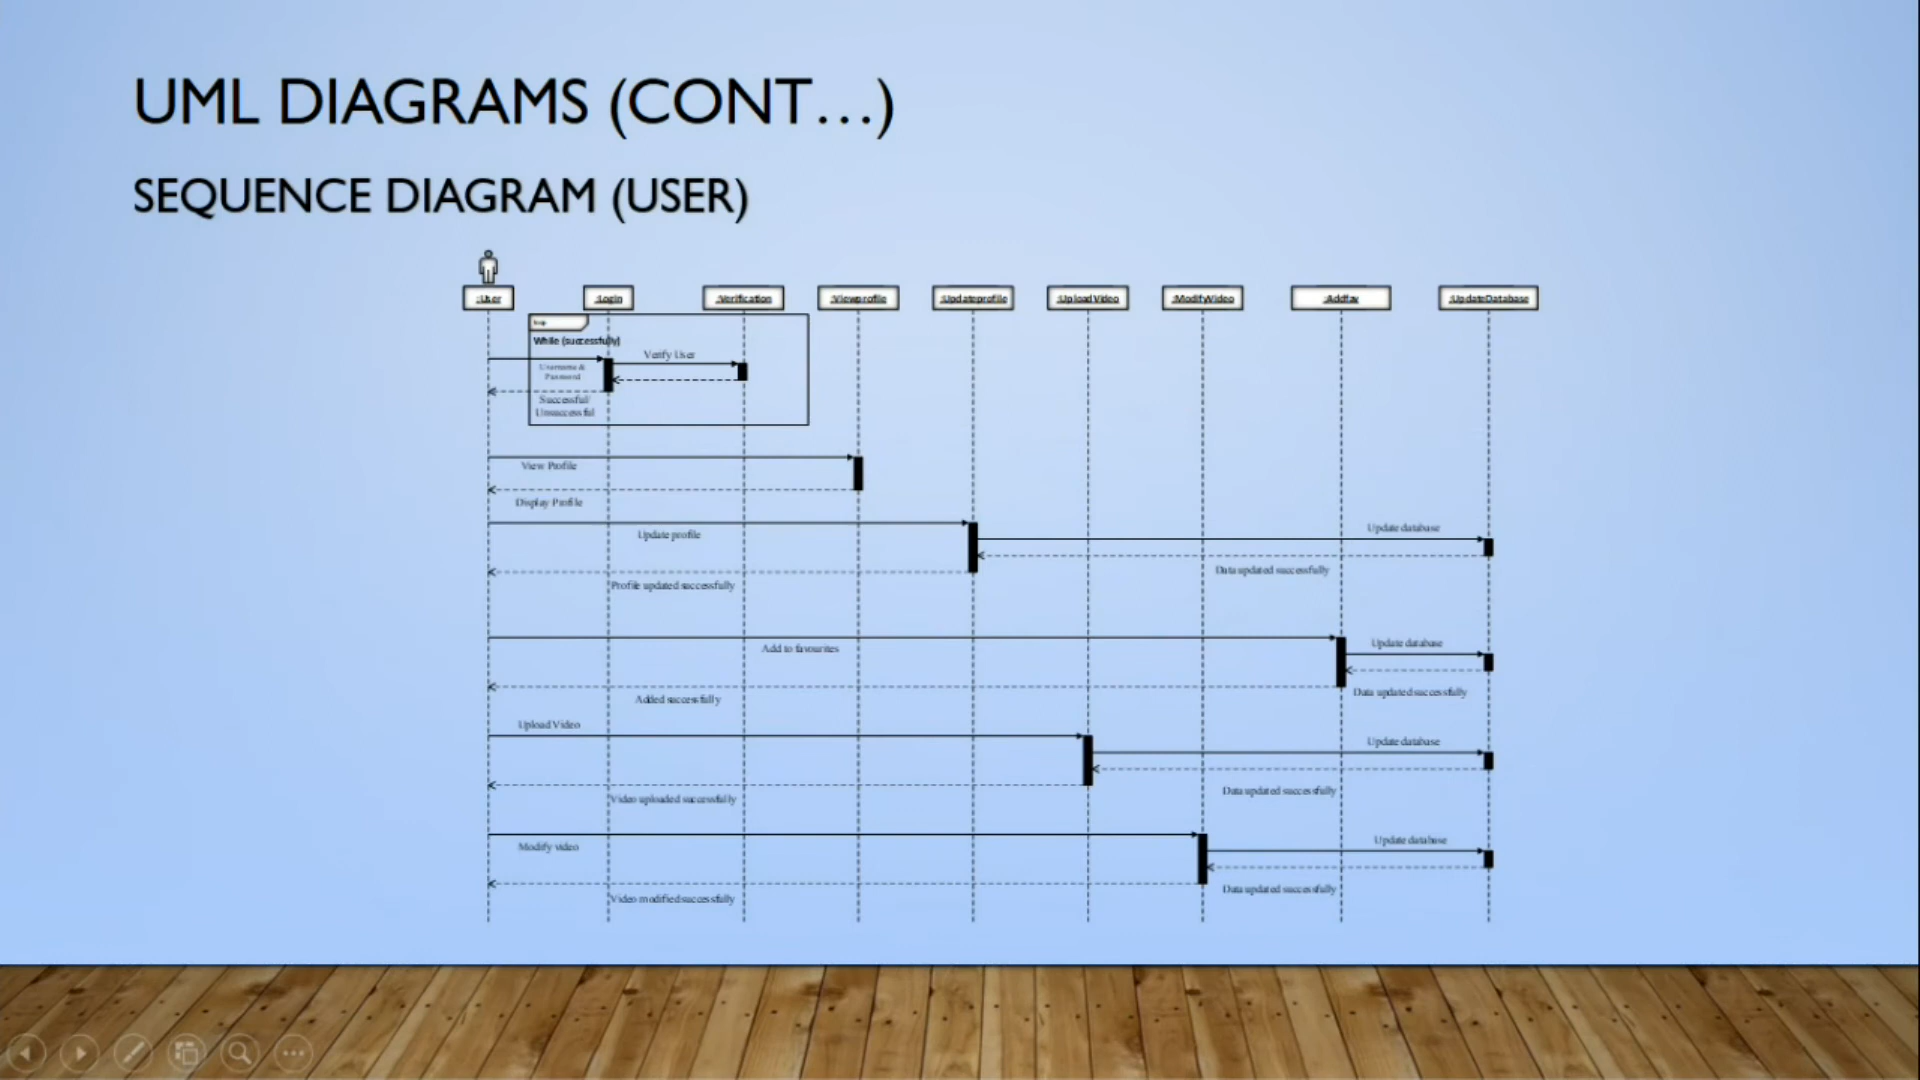 UML DIAGRAMS (CONT...)
SEQUENCE DIAGRAM (USER)
:User
:Login
:Verification
:Viewprofile
:Updateprofile
:UploadVideo
:ModifyVideo
:Addfav
:UpdateDatabase
loop
While (successfully)
Verify User
Username &
Password
Successful/
Unsuccessful
View Profile
Display Profile
Update profile
Update database
Data updated successfully
Profile updated successfully
Add to favourites
Update database
Data updated successfully
Added successfully
Upload Video
Update database
Data updated successfully
Video uploaded successfully
Modify video
Update database
Data updated successfully
Video modified successfully